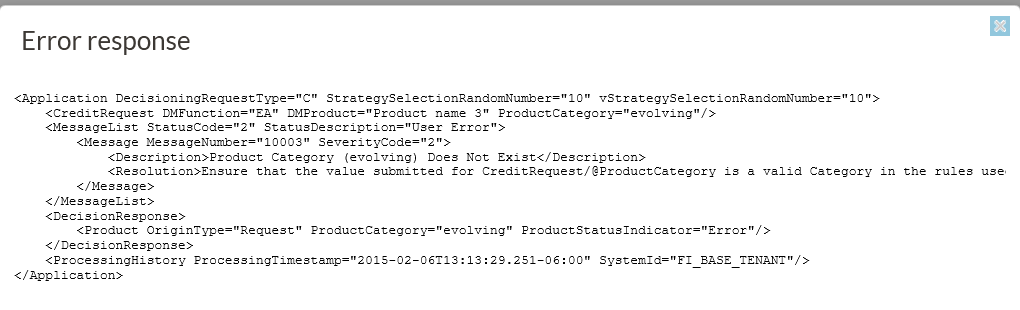 Error response
<Application DecisioningRequestType="C" StrategySelectionRandomNumber="10" vStrategySelectionRandomNumber="10">
<CreditRequest DMFunction="EA" DMProduct="Product name 3" ProductCategory="evolving"/>
<MessageList StatusCode="2" StatusDescription="User Error">
<Message MessageNumber="10003" SeverityCode="2">
<Description>Product Category (evolving) Does Not Exist</Description>
<Resolution>Ensure that the value submitted for CreditRequest/@ProductCategory is a valid Category in the rules
</Message>
</MessageList>
<DecisionResponse>
<Product OriginType="Request" ProductCategory="evolving" ProductStatusIndicator="Error"/>
</DecisionResponse>
<ProcessingHistory ProcessingTimestamp="2015-02-06T13:13:29.251-06:00" SystemId="FI_BASE_TENANT"/>
</Application>